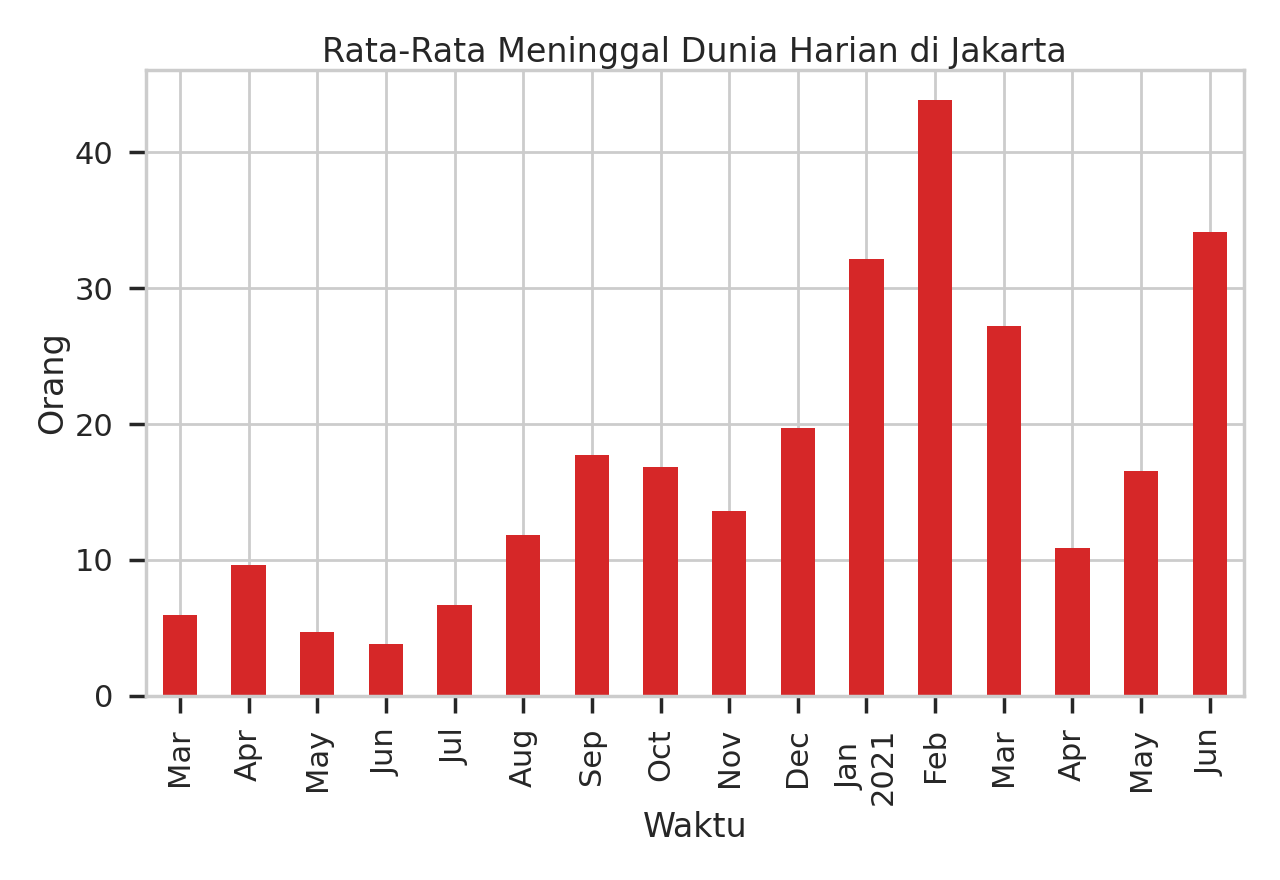 Rata-Rata Meninggal Dunia Harian di Jakarta
Orang
40
30
20
10
0
Mar
Apr
May
Jun
Jul
Aug
Sep
Oct
Nov
Dec
Jan
2021
Feb
Mar
Apr
May
Jun
Waktu